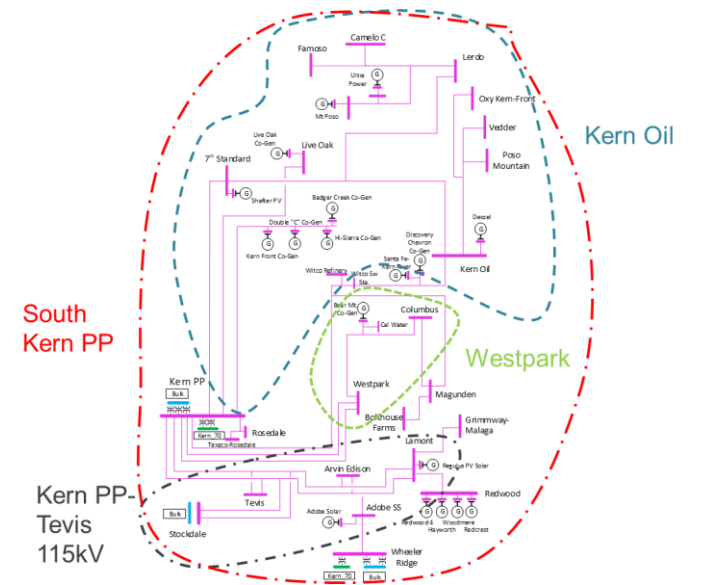 Camelo C
Famoso
Lerdo
Ultra
Power
G
Oxy Kern-Front
G
Mt Poso
Vedder
Kern Oil
Live Oak
Co-Gen
G
Live Oak
Poso
Mountain
7th Standard
G
Shafter PV
Badger Creek Co-Gen
G
Double "C" Co-Gen
Dexzel
G
G
G
G
Hi-Sierra Co-Gen
Kern Front Co-Gen
Discovery
Chevron
Co-Gen
G
Santa Fe-
Kern River
G
Kern Oil
Witco Refinery
Witco Sw
Sta
South
Kern PP
Bear Mt
Co-Gen
G
Columbus
Cal Water
Westpark
Kern PP
Bulk
Westpark
Magunden
Bolthouse
Farms
Kern_70
Rosedale
Texaco-Rosedale
Grimmway-
Malaga
Lamont
G
Regulus PV Solar
Arvin Edison
Kern PP-
Tevis
115kV
Tevis
Redwood
Bulk
Stockdale
Adobe Solar
G
Adobe SS
G
G
G
G
Redwood 4
Woodmere
Hayworth
Redcrest
Wheeler
Ridge
Kern_70
Bulk